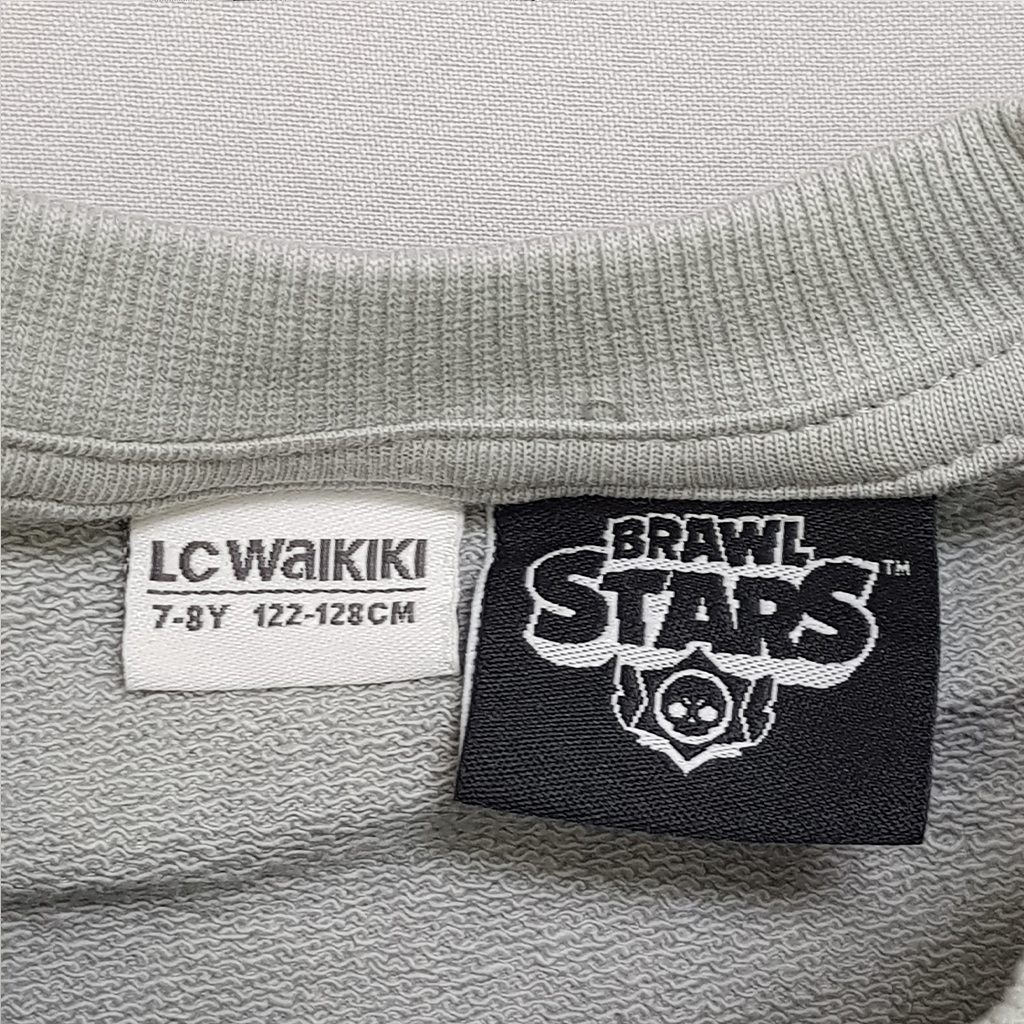 LC WAIKIKI
7-8Y 122-128CM
BRAWL
STARS™